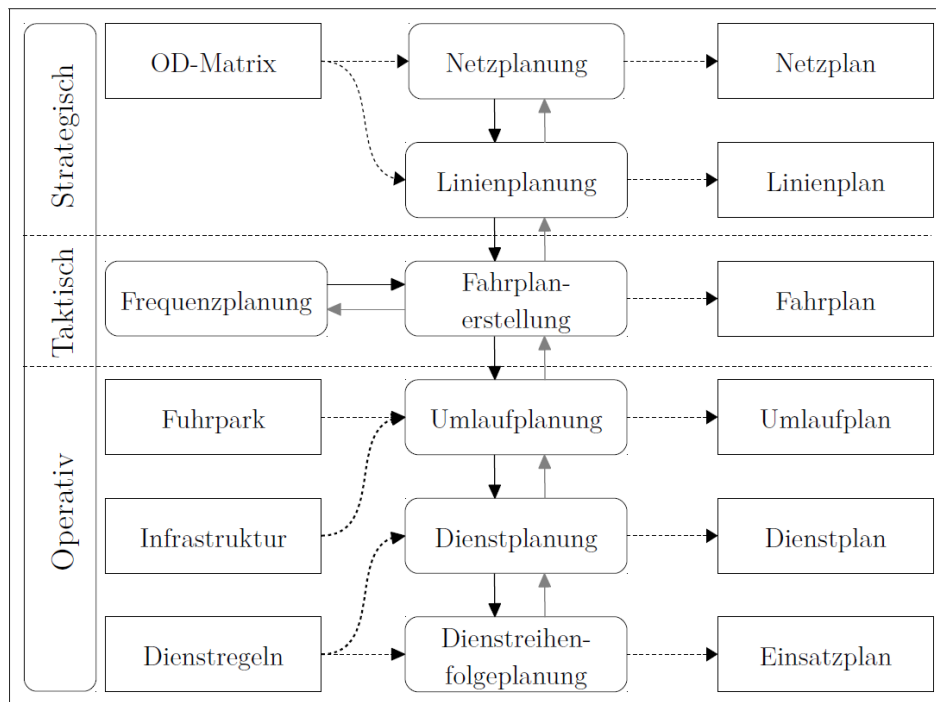 Strategisch
OD-Matrix
Netzplanung
Netzplan
Linienplanung
Linienplan
Taktisch
Frequenzplanung
Fahrplan-
erstellung
Fahrplan
Operativ
Fuhrpark
Umlaufplanung
Umlaufplan
Infrastruktur
Dienstplanung
Dienstplan
Dienstregeln
Dienstreihen-
folgeplanung
Einsatzplan